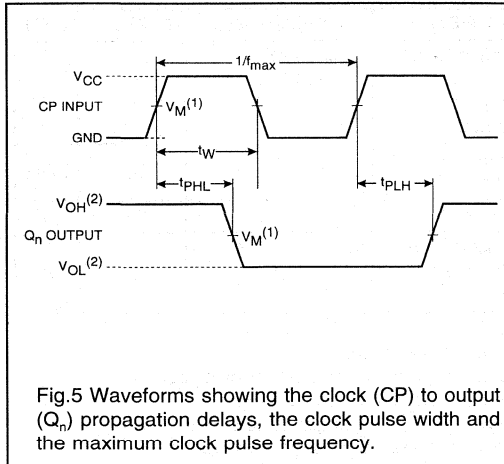 1/fmax
VCC
CP INPUT
VM(1)
GND
tW
tPHL
tPLH
VOH(2)
Qn OUTPUT
VM(1)
VOL(2)
Fig.5 Waveforms showing the clock (CP) to output
(Qn) propagation delays, the clock pulse width and
the maximum clock pulse frequency.